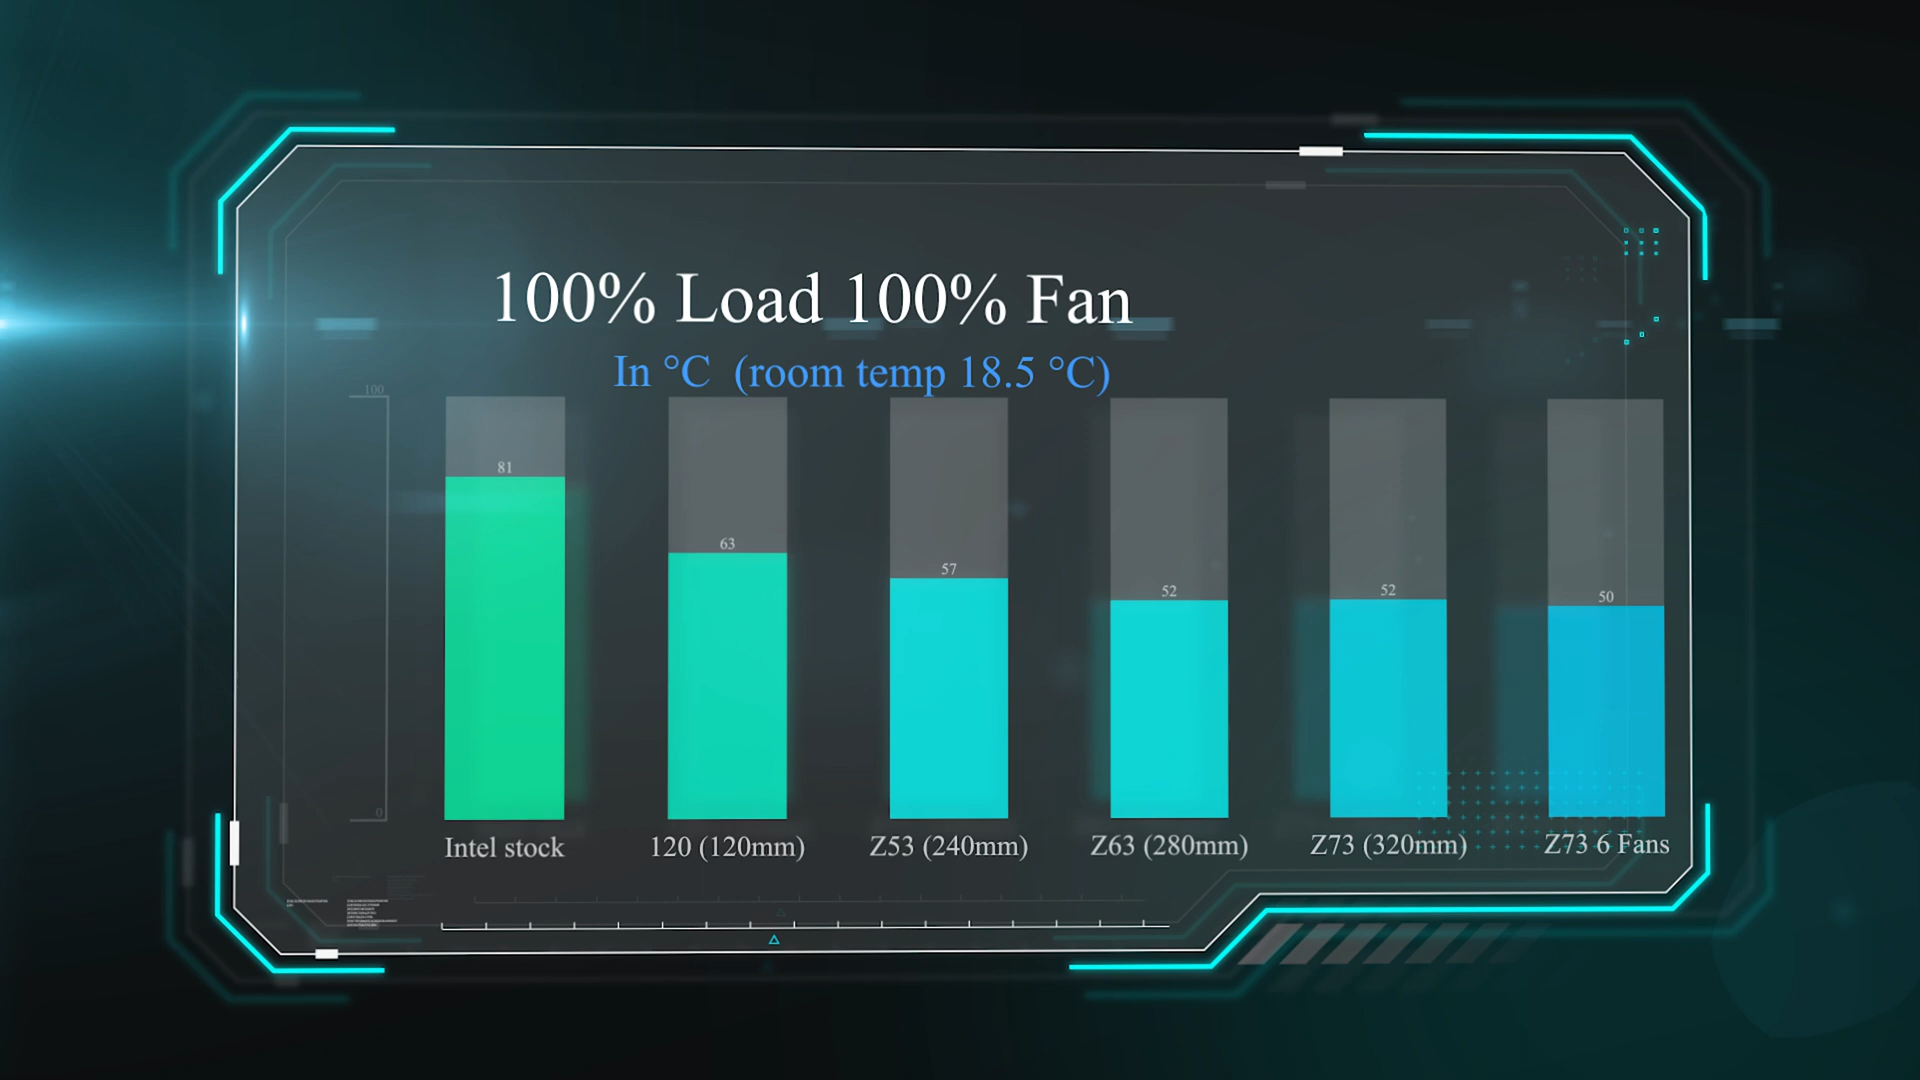 100% Load 100% Fan
In °C (room temp 18.5 °C)
100
81
63
57
52
52
50
0
Intel stock
120 (120mm)
Z53 (240mm)
Z63 (280mm)
Z73 (320mm)
Z73 6 Fans